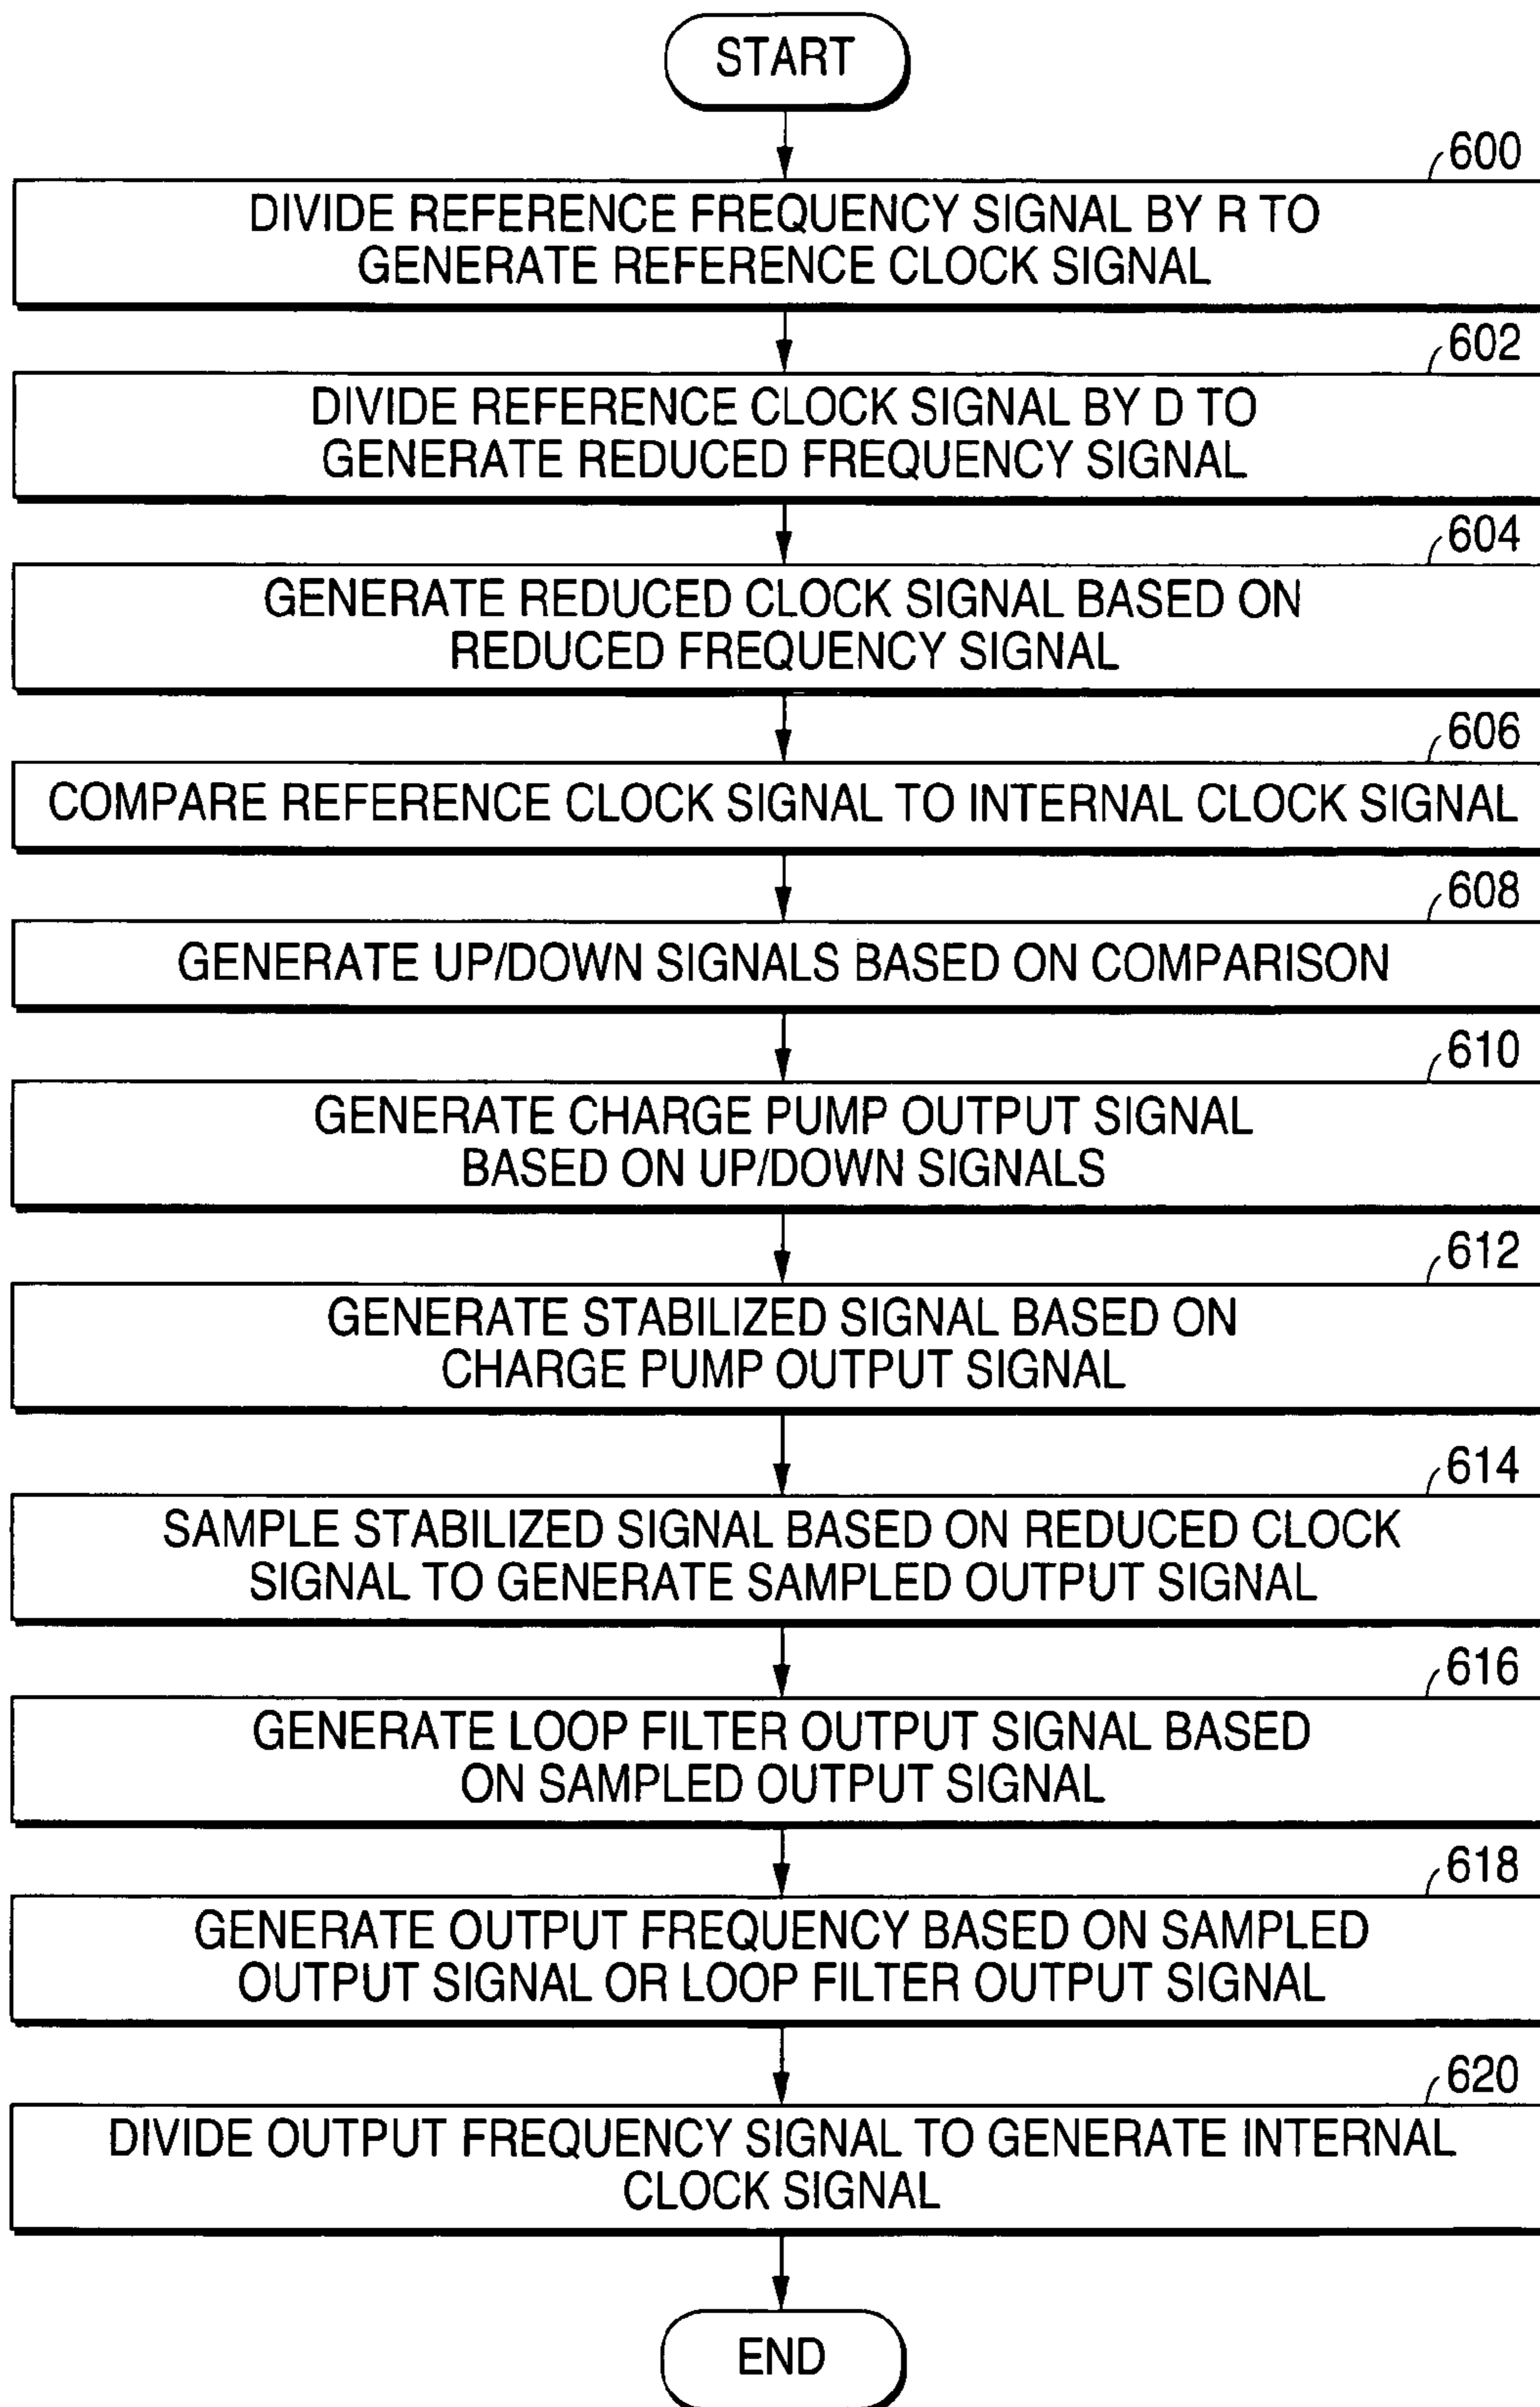 START
600
DIVIDE REFERENCE FREQUENCY SIGNAL BY R TO
GENERATE REFERENCE CLOCK SIGNAL
602
DIVIDE REFERENCE CLOCK SIGNAL BY D TO
GENERATE REDUCED FREQUENCY SIGNAL
604
GENERATE REDUCED CLOCK SIGNAL BASED ON
REDUCED FREQUENCY SIGNAL
606
COMPARE REFERENCE CLOCK SIGNAL TO INTERNAL CLOCK SIGNAL
608
GENERATE UP/DOWN SIGNALS BASED ON COMPARISON
610
GENERATE CHARGE PUMP OUTPUT SIGNAL
BASED ON UP/DOWN SIGNALS
612
GENERATE STABILIZED SIGNAL BASED ON
CHARGE PUMP OUTPUT SIGNAL
614
SAMPLE STABILIZED SIGNAL BASED ON REDUCED CLOCK
SIGNAL TO GENERATE SAMPLED OUTPUT SIGNAL
616
GENERATE LOOP FILTER OUTPUT SIGNAL BASED
ON SAMPLED OUTPUT SIGNAL
618
GENERATE OUTPUT FREQUENCY BASED ON SAMPLED
OUTPUT SIGNAL OR LOOP FILTER OUTPUT SIGNAL
620
DIVIDE OUTPUT FREQUENCY SIGNAL TO GENERATE INTERNAL
CLOCK SIGNAL
END